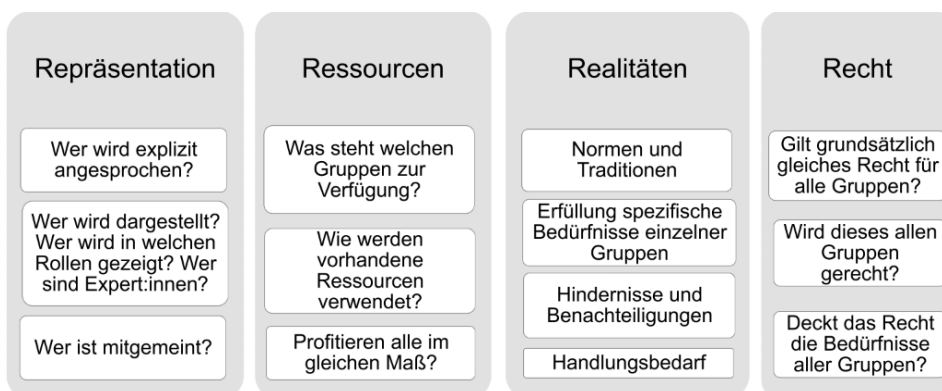 Repräsentation
Wer wird explizit
angesprochen?
Wer wird dargestellt?
Wer wird in welchen
Rollen gezeigt? Wer
sind Expert:innen?
Wer ist mitgemeint?
Ressourcen
Was steht welchen
Gruppen zur
Verfügung?
Wie werden
vorhandene
Ressourcen
verwendet?
Profitieren alle im
gleichen Maß?
Realitäten
Normen und
Traditionen
Erfüllung spezifische
Bedürfnisse einzelner
Gruppen
Hindernisse und
Benachteiligungen
Handlungsbedarf
Recht
Gilt grundsätzlich
gleiches Recht für
alle Gruppen?
Wird dieses allen
Gruppen
gerecht?
Deckt das Recht
die Bedürfnisse
aller Gruppen?